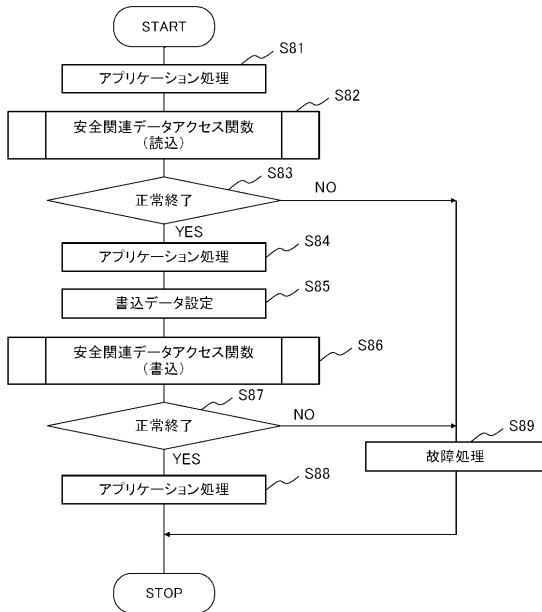 START
S81
アプリケーション処理
S82
安全関連データアクセス関数
(読込)
S83
正常終了
NO
YES
S84
アプリケーション処理
S85
書込データ設定
S86
安全関連データアクセス関数
(書込)
S87
正常終了
NO
YES
S89
故障処理
S88
アプリケーション処理
STOP